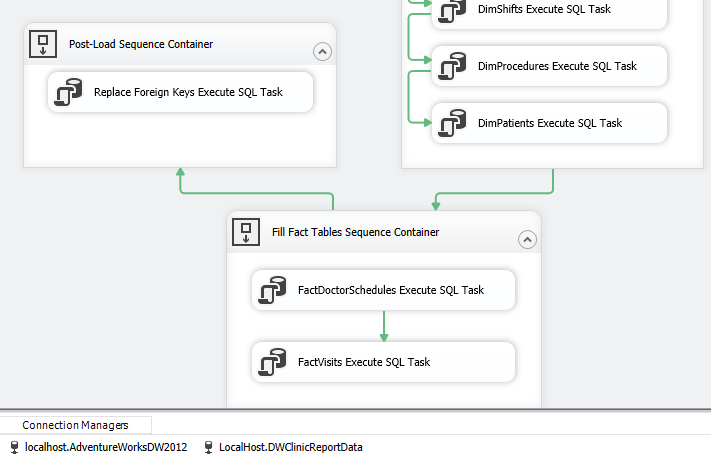 DimShifts Execute SQL Task
Post-Load Sequence Container
DimProcedures Execute SQL Task
Replace Foreign Keys Execute SQL Task
DimPatients Execute SQL Task
Fill Fact Tables Sequence Container
FactDoctorSchedules Execute SQL Task
FactVisits Execute SQL Task
Connection Managers
localhost.AdventureWorksDW2012
LocalHost.DWClinicReportData